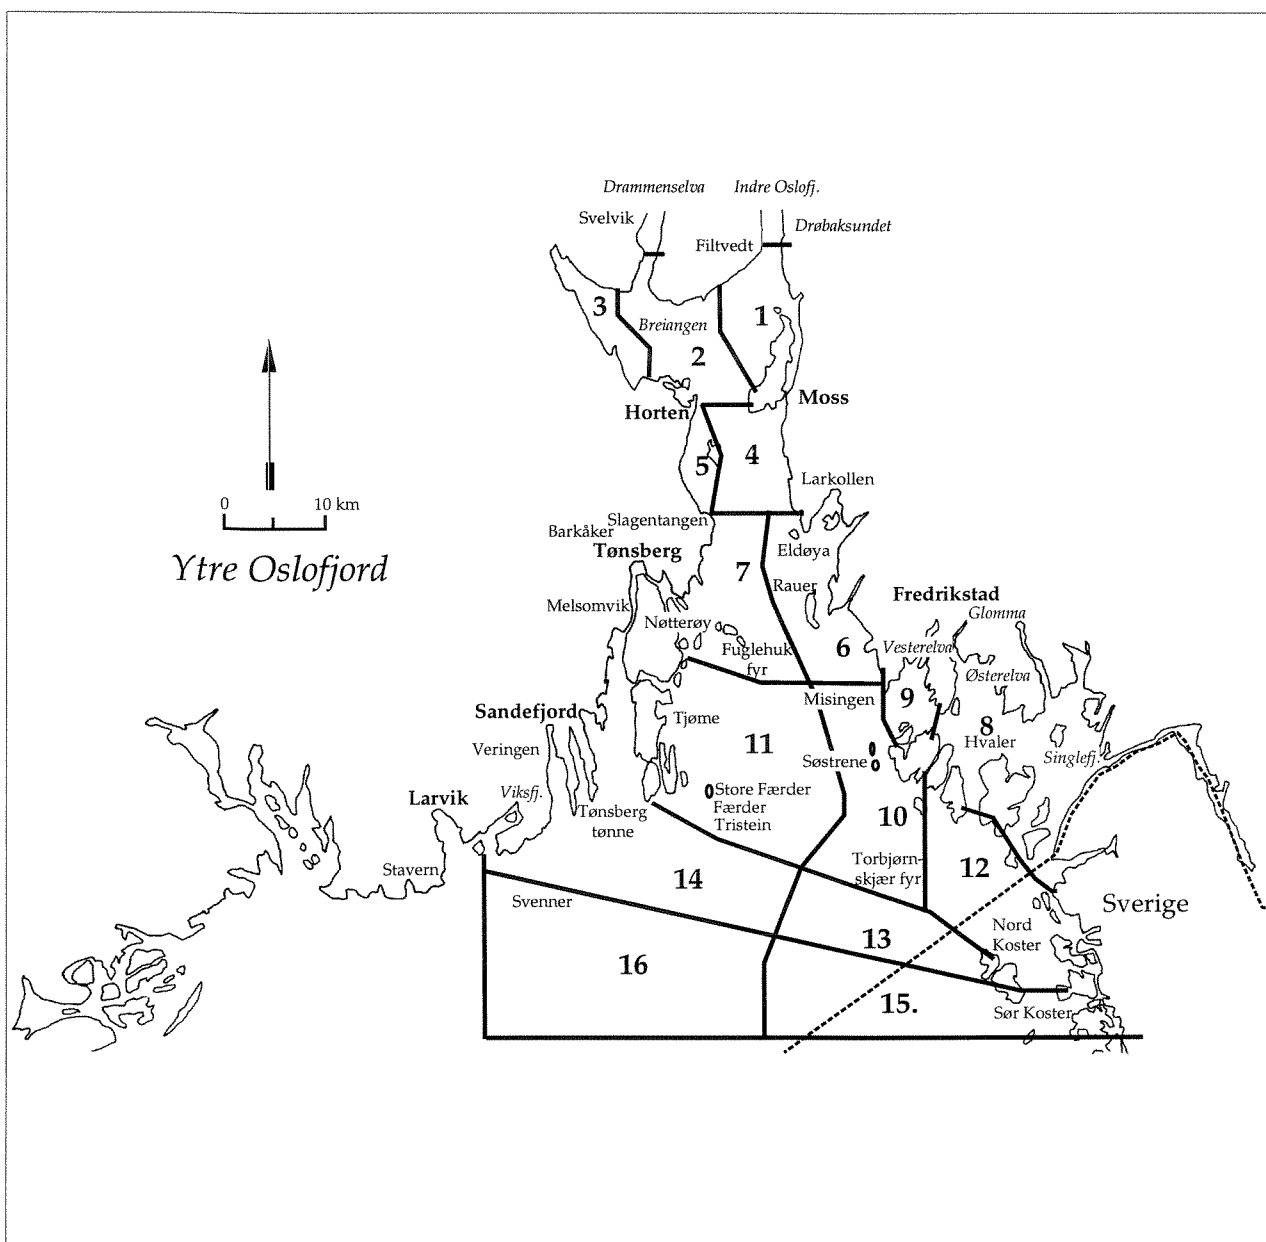 Drammenselva
Indre Oslofj.
Svelvik
Drøbaksundet
Filtvedt
3
1
Breiangen
2
Horten
Moss
4
5
Larkollen
0
10 km
Slagentangen
Barkåker
Tønsberg
Eldøya
Ytre Oslofjord
7
Rauer
Fredrikstad
Melsomvik
Glomma
Nøtterøy
Fuglehuk
fyr
6
Vesterelva
Østerelva
9
Misingen
Sandefjord
Tjøme
8
Hvaler
Veringen
11
Singlefj.
Søstrene
Store Færder
Færder
Tristein
Larvik
Viksfj.
Tønsberg
tønne
10
Stavern
Torbjørn-
skjær fyr
12
14
Svenner
Sverige
Nord
Koster
13
16
15.
Sør Koster